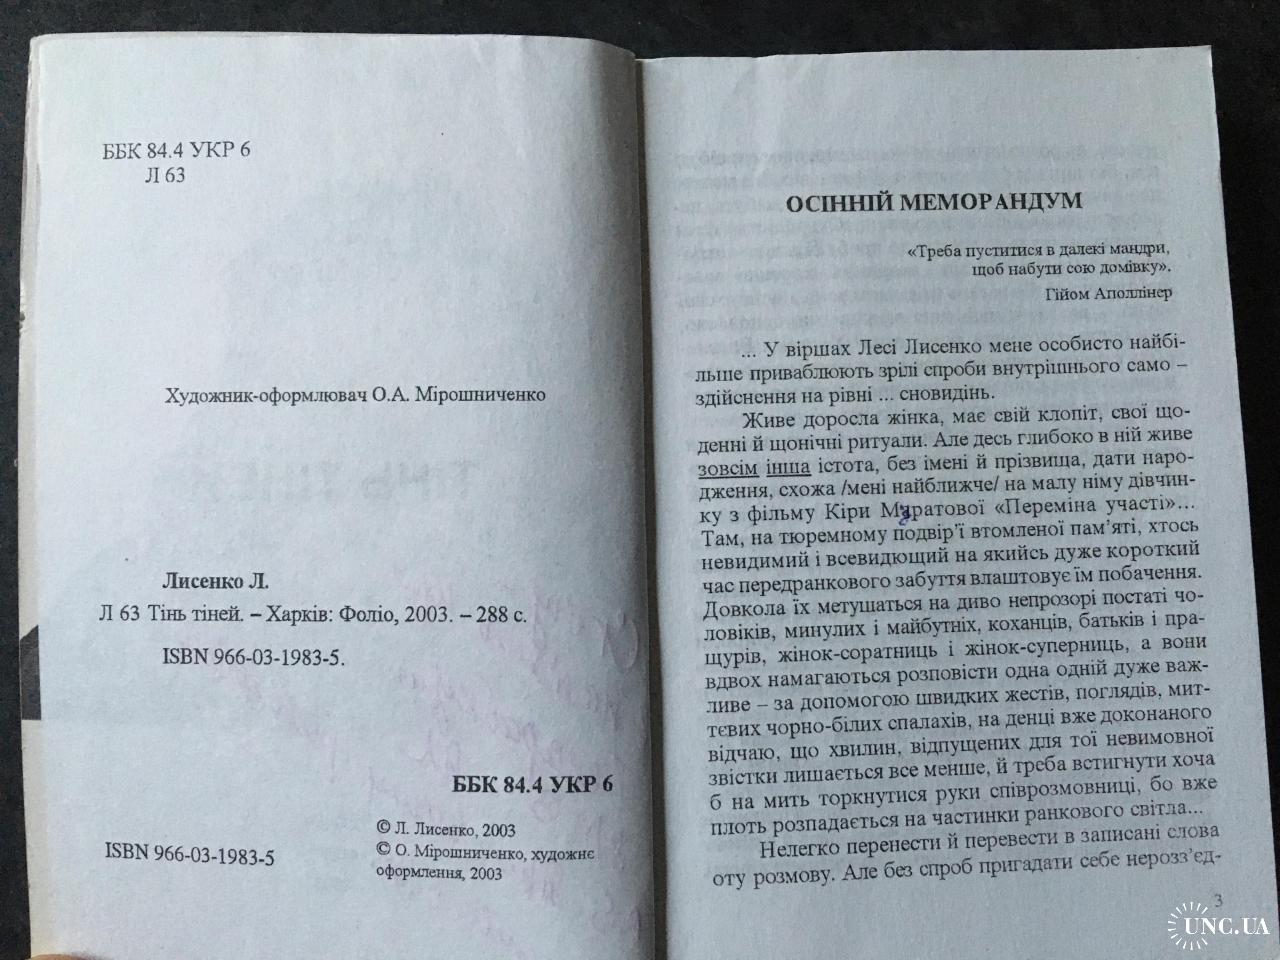 ББК 84.4 УКР 6
Л 63
Художник-оформлювач О.А. Мірошниченко
Лисенко Л.
Л 63 Тінь тіней. – Харків: Фоліо, 2003. – 288 с.
ISBN 966-03-1983-5.
ББК 84.4 УКР 6
ISBN 966-03-1983-5
© Л. Лисенко, 2003
© О. Мірошниченко, художнє
оформлення, 2003
ОСІННІЙ МЕМОРАНДУМ
«Треба пуститися в далекі мандри,
щоб набути сою домівку».
Гійом Аполлінер
... У віршах Лесі Лисенко мене особисто найбі-
льше приваблюють зрілі спроби внутрішнього само –
здійснення на рівні ... сновидінь.
Живе доросла жінка, має свій клопіт, свої що-
денні й щонічні ритуали. Але десь глибоко в ній живе
зовсім інша істота, без імені й прізвища, дати наро-
дження, схожа /мені найближче/ на малу німу дівчин-
ку з фільму Кіри Муратової «Переміна участі»...
Там, на тюремному подвір’ї втомленої пам’яті, хтось
невидимий і всевидющий на якийсь дуже короткий
час передранкового забуття влаштовує їм побачення.
Довкола їх метушаться на диво непрозорі постаті чо-
ловіків, минулих і майбутніх, коханців, батьків і пра-
щурів, жінок-соратниць і жінок-суперниць, а вони
вдвох намагаються розповісти одна одній дуже важ-
ливе – за допомогою швидких жестів, поглядів, мит-
тєвих чорно-білих спалахів, на денці вже доконаного
відчаю, що хвилин, відпущених для тої невимовної
звістки лишається все менше, й треба встигнути хоча
б на мить торкнутися руки співрозмовниці, бо вже
плоть розпадається на частинки ранкового світла...
Нелегко перенести й перевести в записані слова
оту розмову. Але без спроб пригадати себе нерозз’єд-
3
UNC.UA